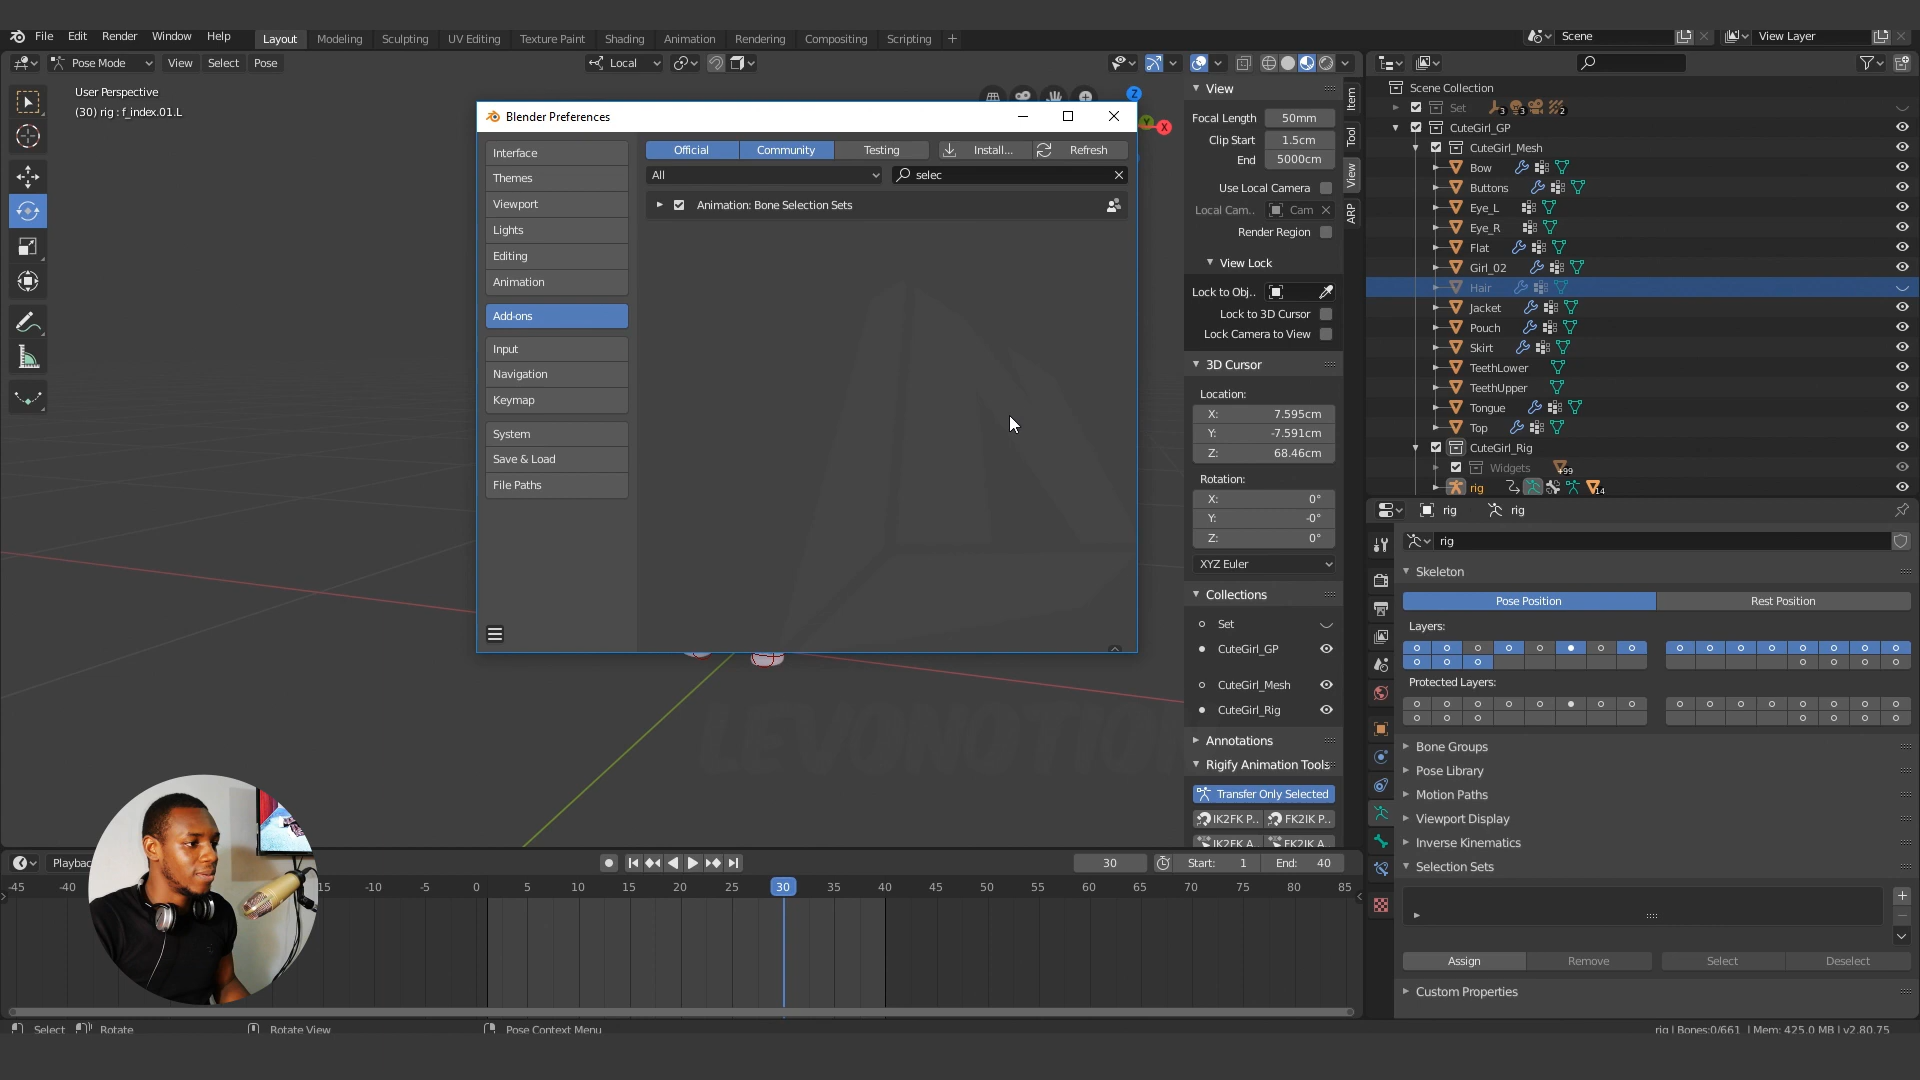 File Edit Render Window Help Layout Modeling Sculpting UV Editing Texture Paint Shading Animation Rendering Compositing Scripting +
Scene View Layer
Pose Mode View Select Pose Local
User Perspective
(30) rig : f_index.01.L
Z
Y
X
Blender Preferences
Interface
Themes
Viewport
Lights
Editing
Animation
Add-ons
Input
Navigation
Keymap
System
Save & Load
File Paths
Official Community Testing Install... Refresh
All selec
Animation: Bone Selection Sets
LEVONOTION
View
Focal Length 50mm
Clip Start 1.5cm
End 5000cm
Use Local Camera
Local Cam.. Cam
Render Region
View Lock
Lock to Obj..
Lock to 3D Cursor
Lock Camera to View
3D Cursor
Location:
X: 7.595cm
Y: -7.591cm
Z: 68.46cm
Rotation:
X: 0°
Y: -0°
Z: 0°
XYZ Euler
Collections
Set
CuteGirl_GP
CuteGirl_Mesh
CuteGirl_Rig
Annotations
Rigify Animation Tools
Transfer Only Selected
IK2FK P.. FK2IK P..
IK2FK A.. FK2IK A..
Item
Tool
View
ARP
Scene Collection
Set 3 3 2
CuteGirl_GP
CuteGirl_Mesh
Bow
Buttons
Eye_L
Eye_R
Flat
Girl_02
Hair
Jacket
Pouch
Skirt
TeethLower
TeethUpper
Tongue
Top
CuteGirl_Rig
Widgets +99
rig 14
rig rig
rig
Skeleton
Pose Position Rest Position
Layers:
Protected Layers:
Bone Groups
Pose Library
Motion Paths
Viewport Display
Inverse Kinematics
Selection Sets
Assign Remove Select Deselect
Custom Properties
Playba 30 Start: 1 End: 40
-45 -40 15 -10 -5 0 5 10 15 20 25 30 35 40 45 50 55 60 65 70 75 80 85
Select Rotate Rotate View Pose Context Menu
rig | Bones:0/661 | Mem: 425.0 MB | v2.80.75